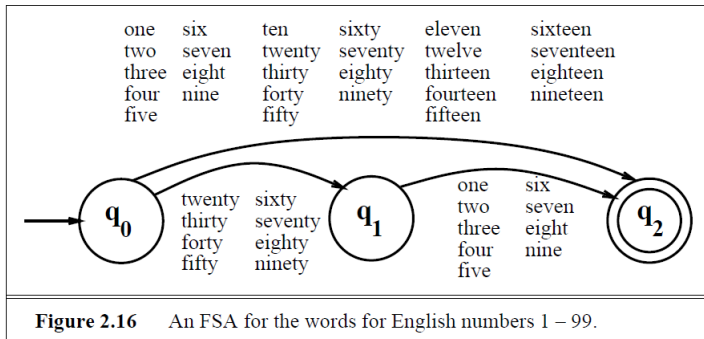 one six ten sixty eleven sixteen
two seven twenty seventy twelve seventeen
three eight thirty eighty thirteen eighteen
four nine forty ninety fourteen nineteen
five fifty fifteen
q0 twenty sixty q1 one six q2
thirty seventy two seven
forty eighty three eight
fifty ninety four nine
five
Figure 2.16 An FSA for the words for English numbers 1 – 99.